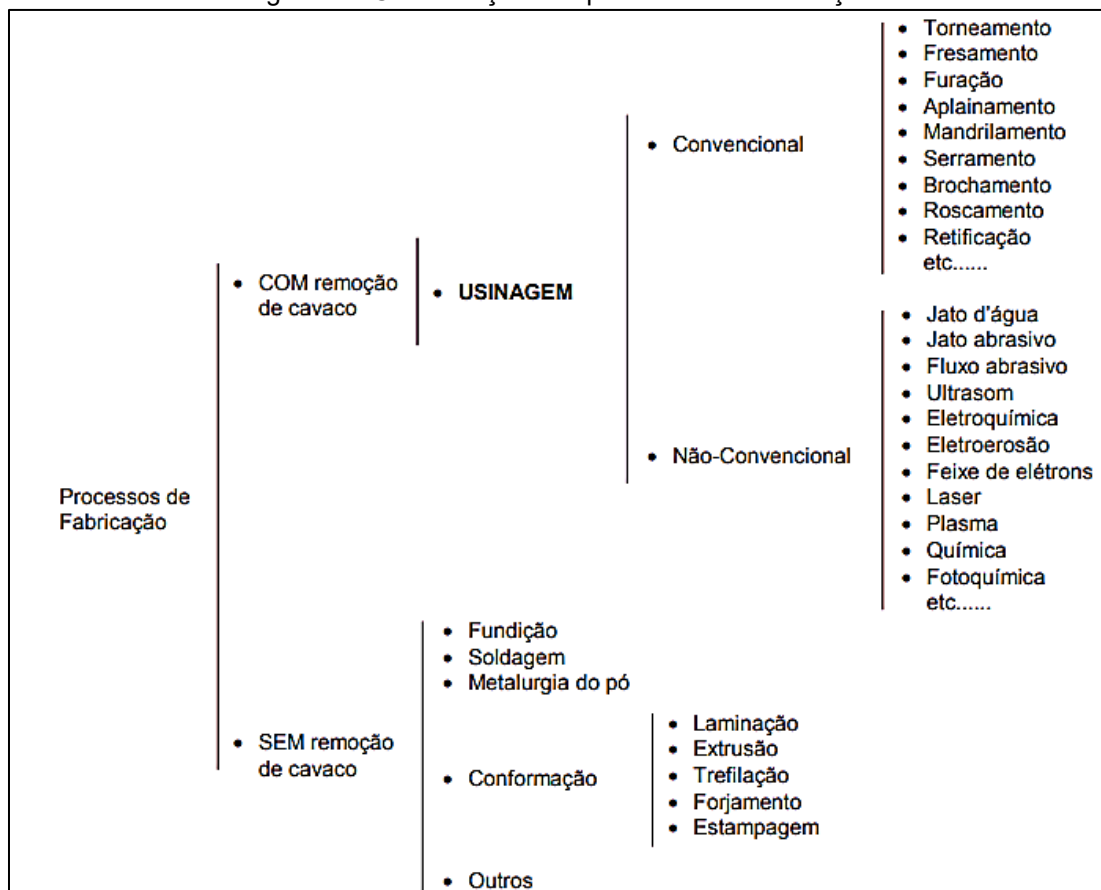 Processos de
Fabricação
• COM remoção
de cavaco
• USINAGEM
• Convencional
• Torneamento
• Fresamento
• Furação
• Aplainamento
• Mandrilamento
• Serramento
• Brochamento
• Roscamento
• Retificação
etc......
• Não-Convencional
• Jato d'água
• Jato abrasivo
• Fluxo abrasivo
• Ultrasom
• Eletroquímica
• Eletroerosão
• Feixe de elétrons
• Laser
• Plasma
• Química
• Fotoquímica
etc......
• SEM remoção
de cavaco
• Fundição
• Soldagem
• Metalurgia do pó
• Conformação
• Laminação
• Extrusão
• Trefilação
• Forjamento
• Estampagem
• Outros